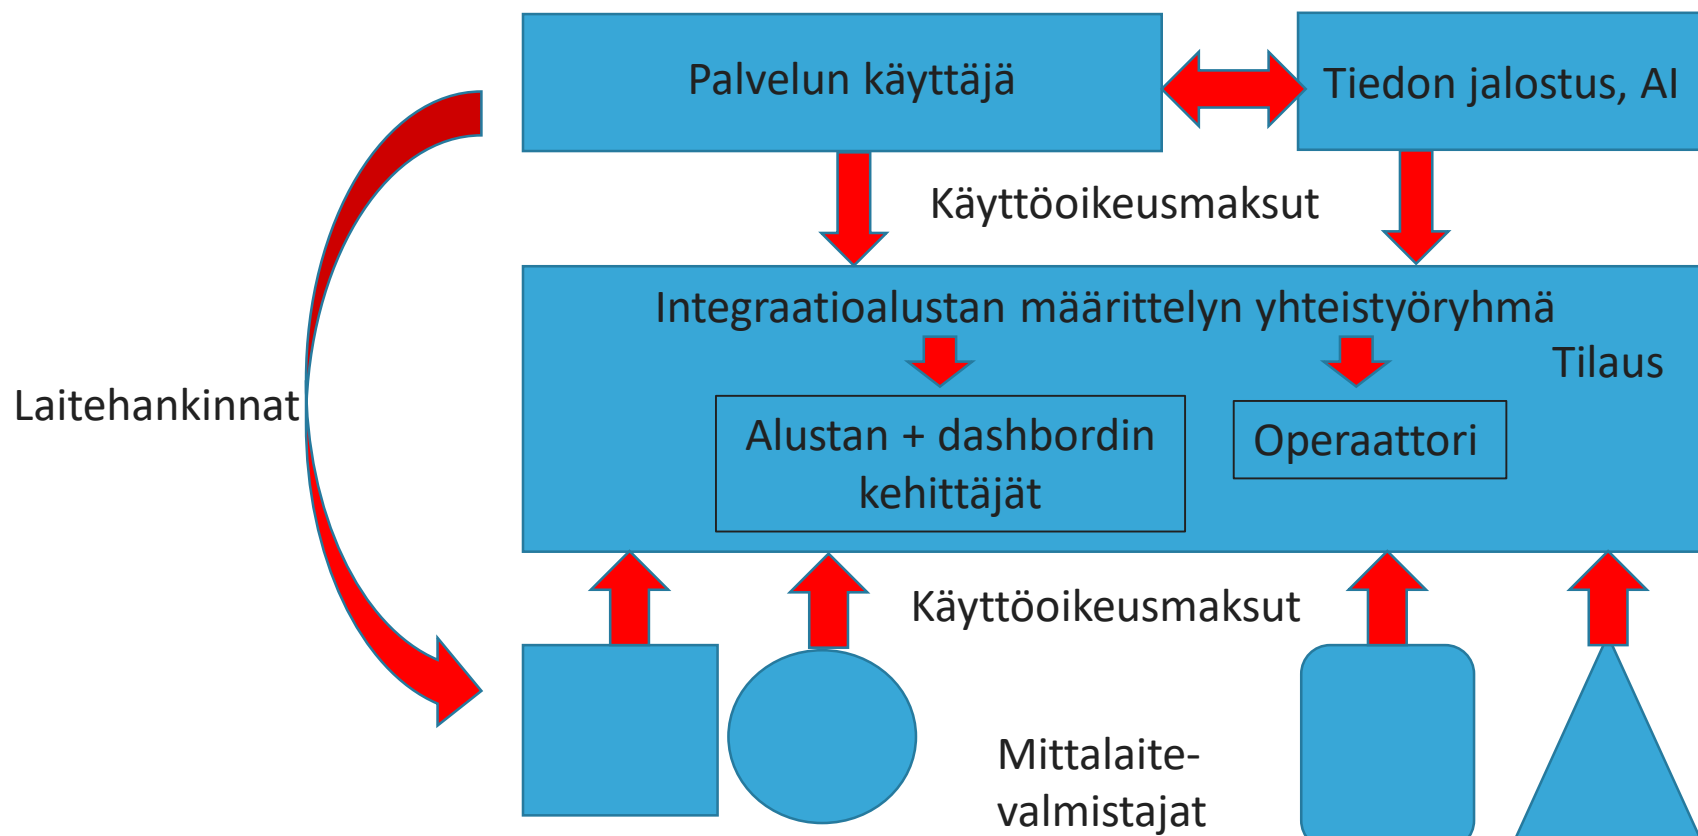 Palvelun käyttäjä
Tiedon jalostus, AI
Käyttöoikeusmaksut
Integraatioalustan määrittelyn yhteistyöryhmä
Tilaus
Laitehankinnat
Alustan + dashbordin
kehittäjät
Operaattori
Käyttöoikeusmaksut
Mittalaite-
valmistajat